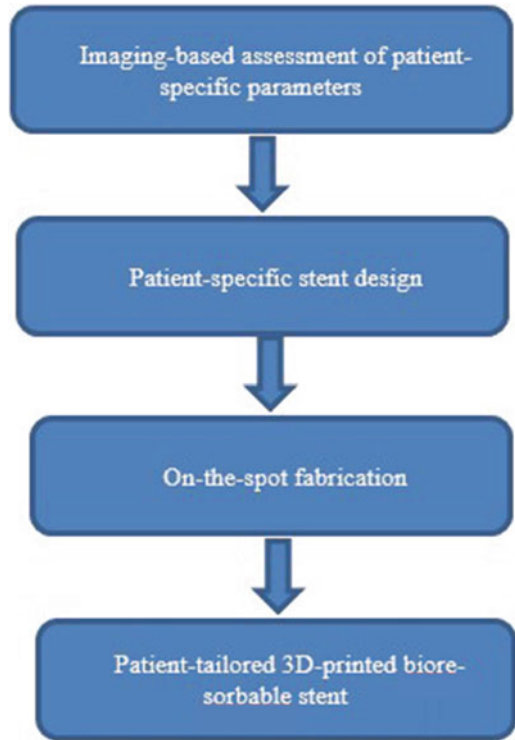 Imaging-based assessment of patient-
specific parameters
Patient-specific stent design
On-the-spot fabrication
Patient-tailored 3D-printed biore-
sorbable stent